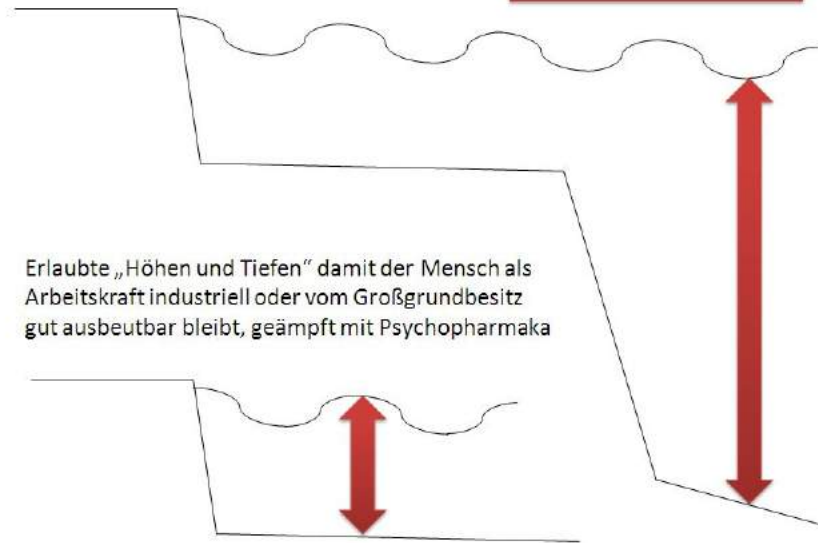 Erlaubte „Höhen und Tiefen“ damit der Mensch als
Arbeitskraft industriell oder vom Großgrundbesitz
gut ausbeutbar bleibt, geämpft mit Psychopharmaka